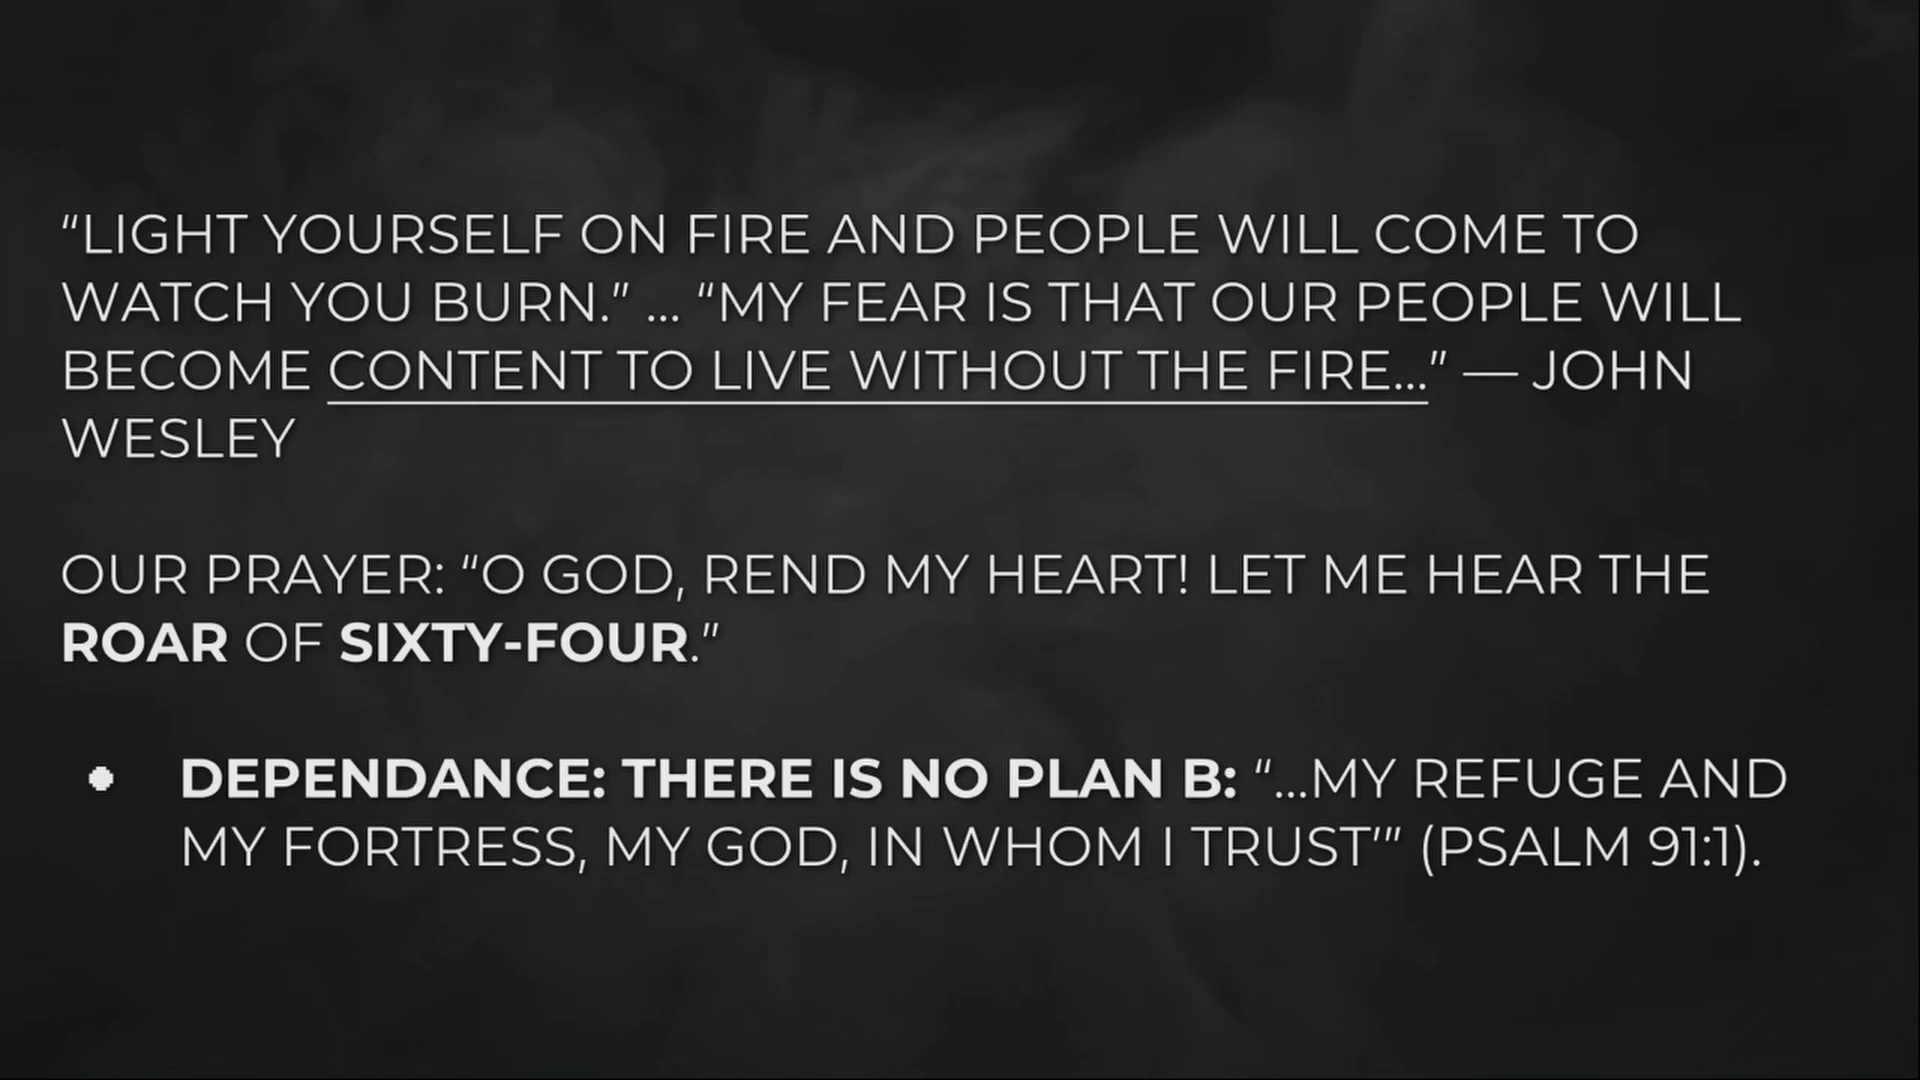 “LIGHT YOURSELF ON FIRE AND PEOPLE WILL COME TO
WATCH YOU BURN.” ... “MY FEAR IS THAT OUR PEOPLE WILL
BECOME CONTENT TO LIVE WITHOUT THE FIRE...” — JOHN
WESLEY
OUR PRAYER: “O GOD, REND MY HEART! LET ME HEAR THE
ROAR OF SIXTY-FOUR.”
• DEPENDANCE: THERE IS NO PLAN B: “...MY REFUGE AND
MY FORTRESS, MY GOD, IN WHOM I TRUST’” (PSALM 91:1).